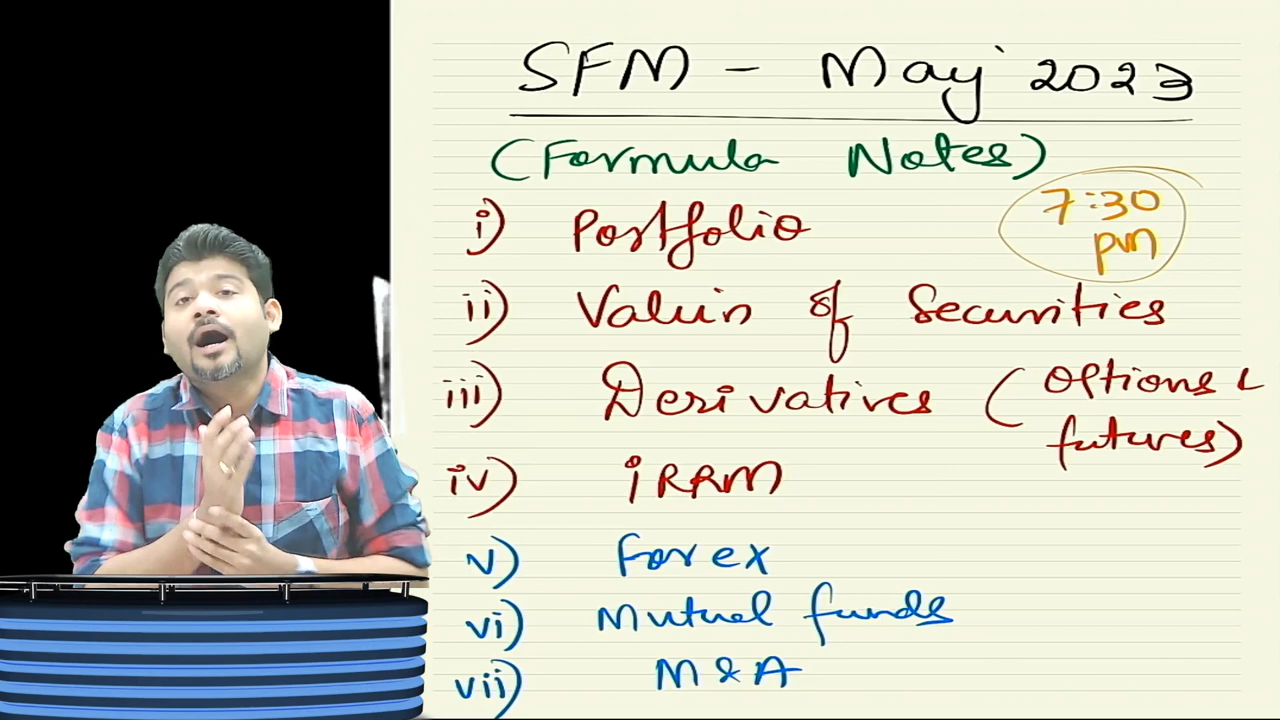 SFM - May' 2023
(Formula Notes)
i) Portfolio
7:30
pm
ii) Valuin of Securities
iii) Derivatives (Options &
futures)
iv) IRRM
v) Forex
vi) Mutual funds
vii) M & A